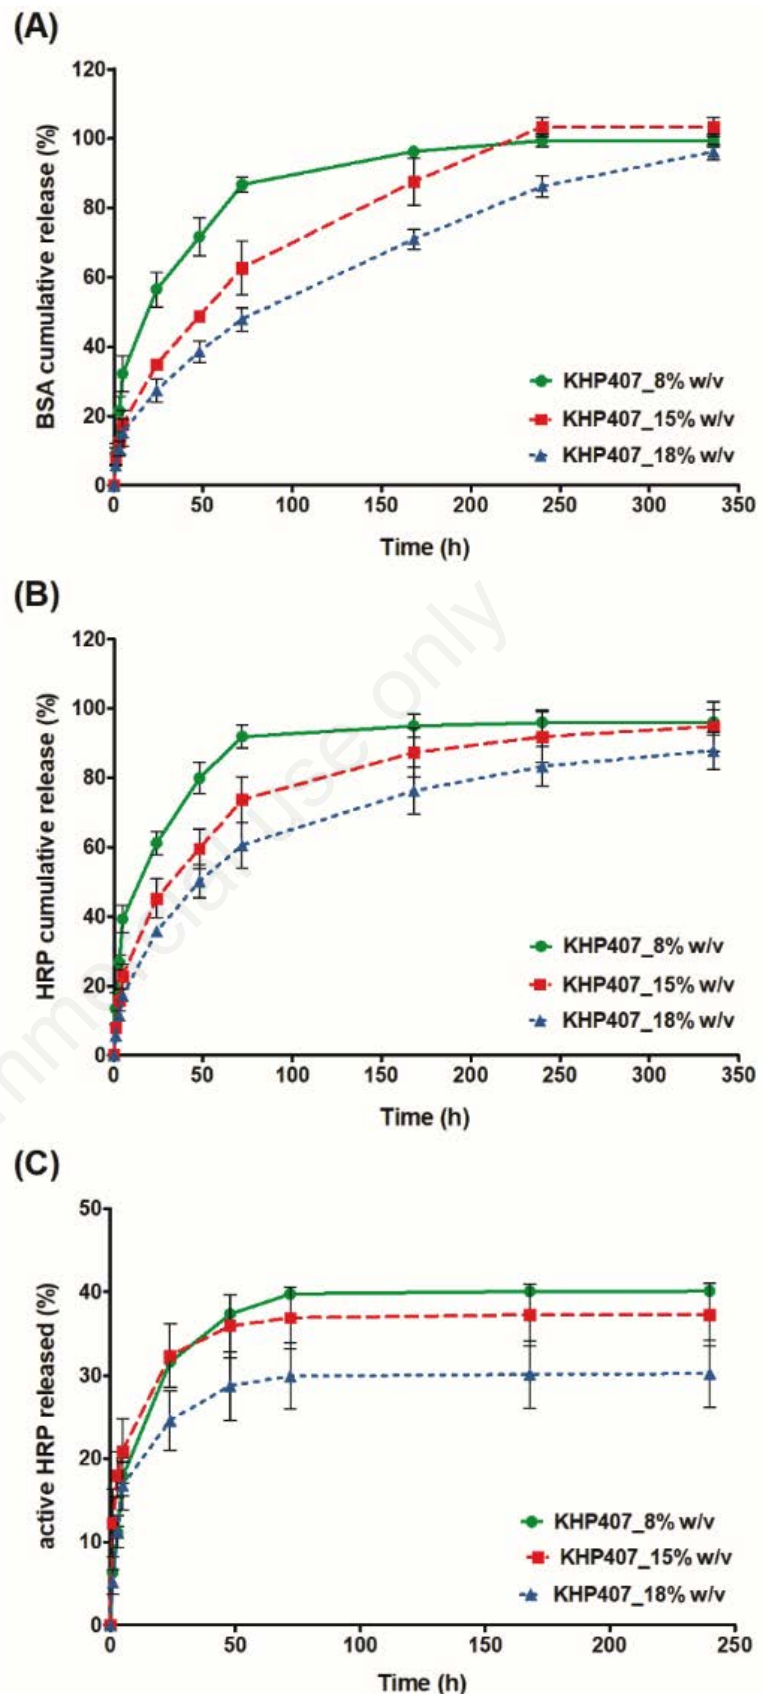 (A)
120
100
80
60
40
20
0
BSA cumulative release (%)
KHP407_8% w/v
KHP407_15% w/v
KHP407_18% w/v
0 50 100 150 200 250 300 350
Time (h)
(B)
120
100
80
60
40
20
0
HRP cumulative release (%)
KHP407_8% w/v
KHP407_15% w/v
KHP407_18% w/v
0 50 100 150 200 250 300 350
Time (h)
(C)
50
40
30
20
10
0
active HRP released (%)
KHP407_8% w/v
KHP407_15% w/v
KHP407_18% w/v
0 50 100 150 200 250
Time (h)
mmercial use only